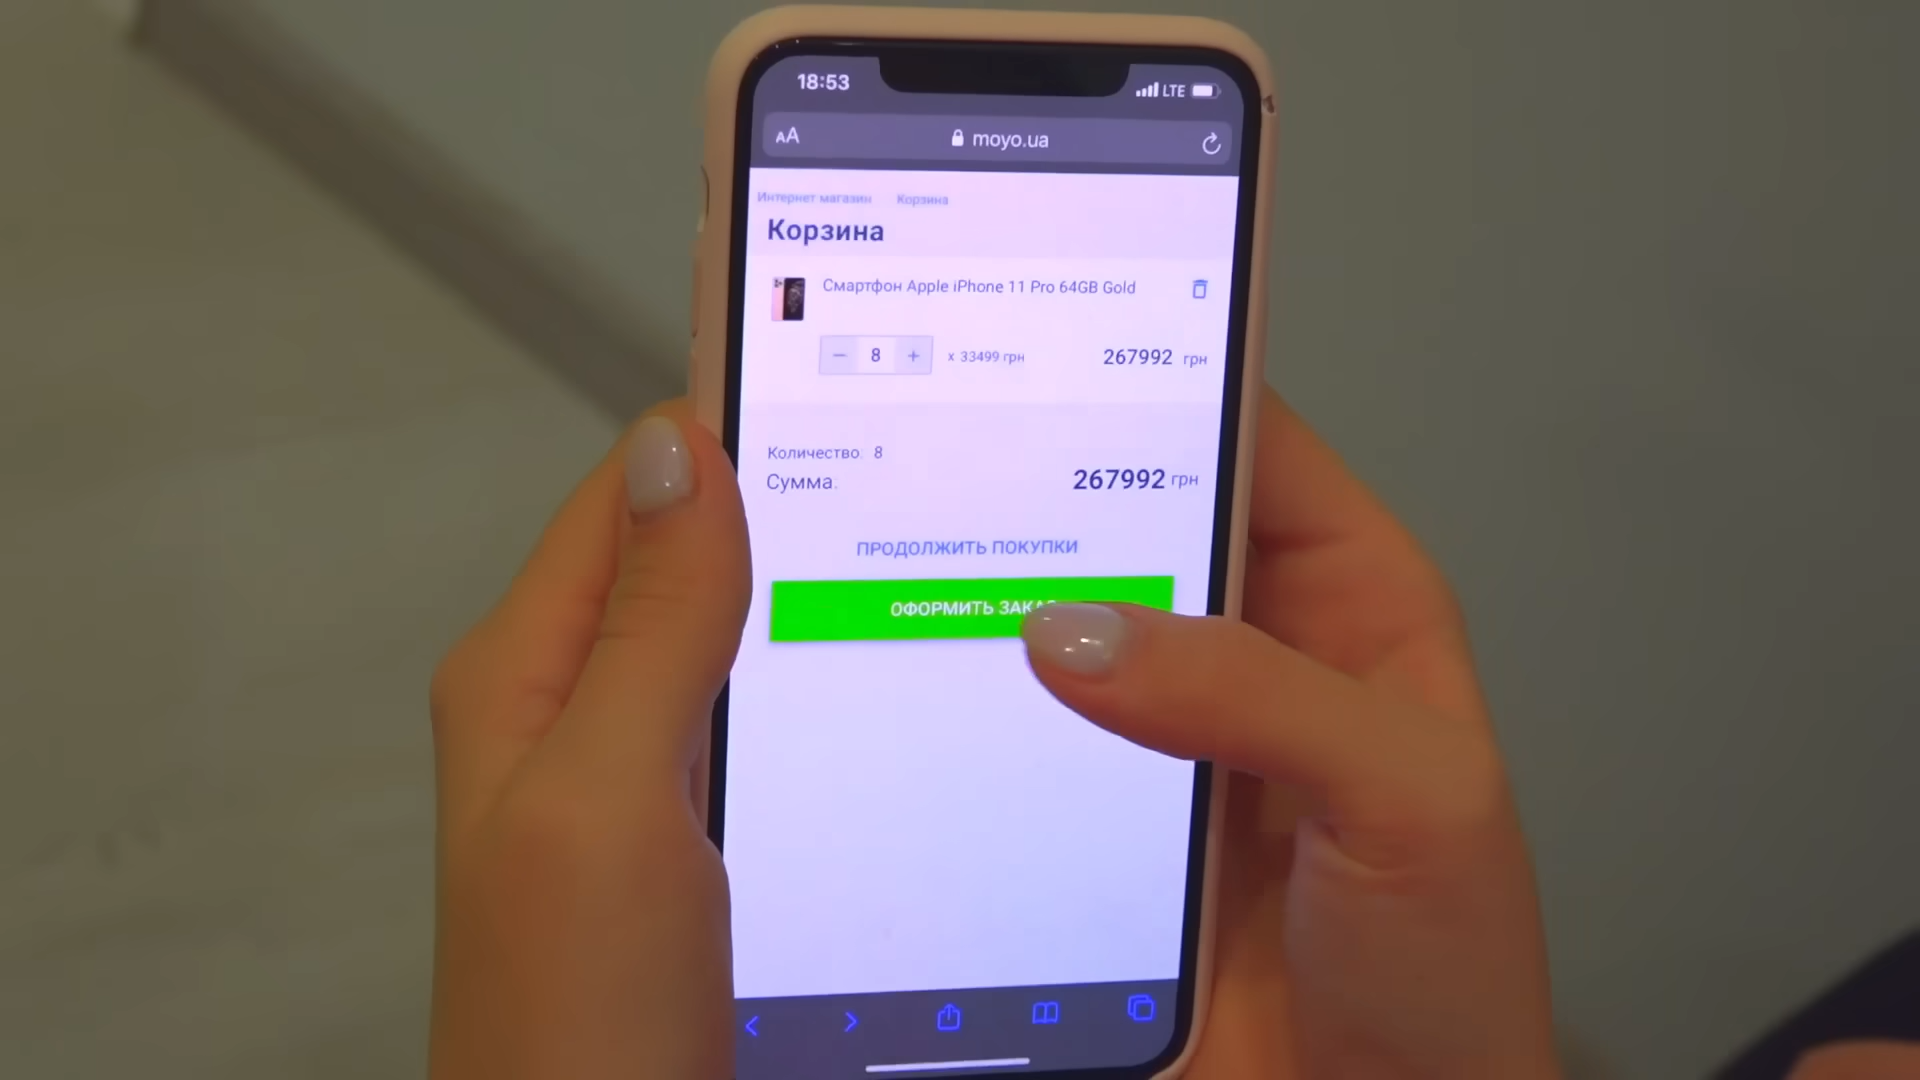 18:53
LTE
AA
moyo.ua
Интернет магазин Корзина
Корзина
Смартфон Apple iPhone 11 Pro 64GB Gold
− 8 + x 33499 грн 267992 грн
Количество: 8
Сумма: 267992 грн
ПРОДОЛЖИТЬ ПОКУПКИ
ОФОРМИТЬ